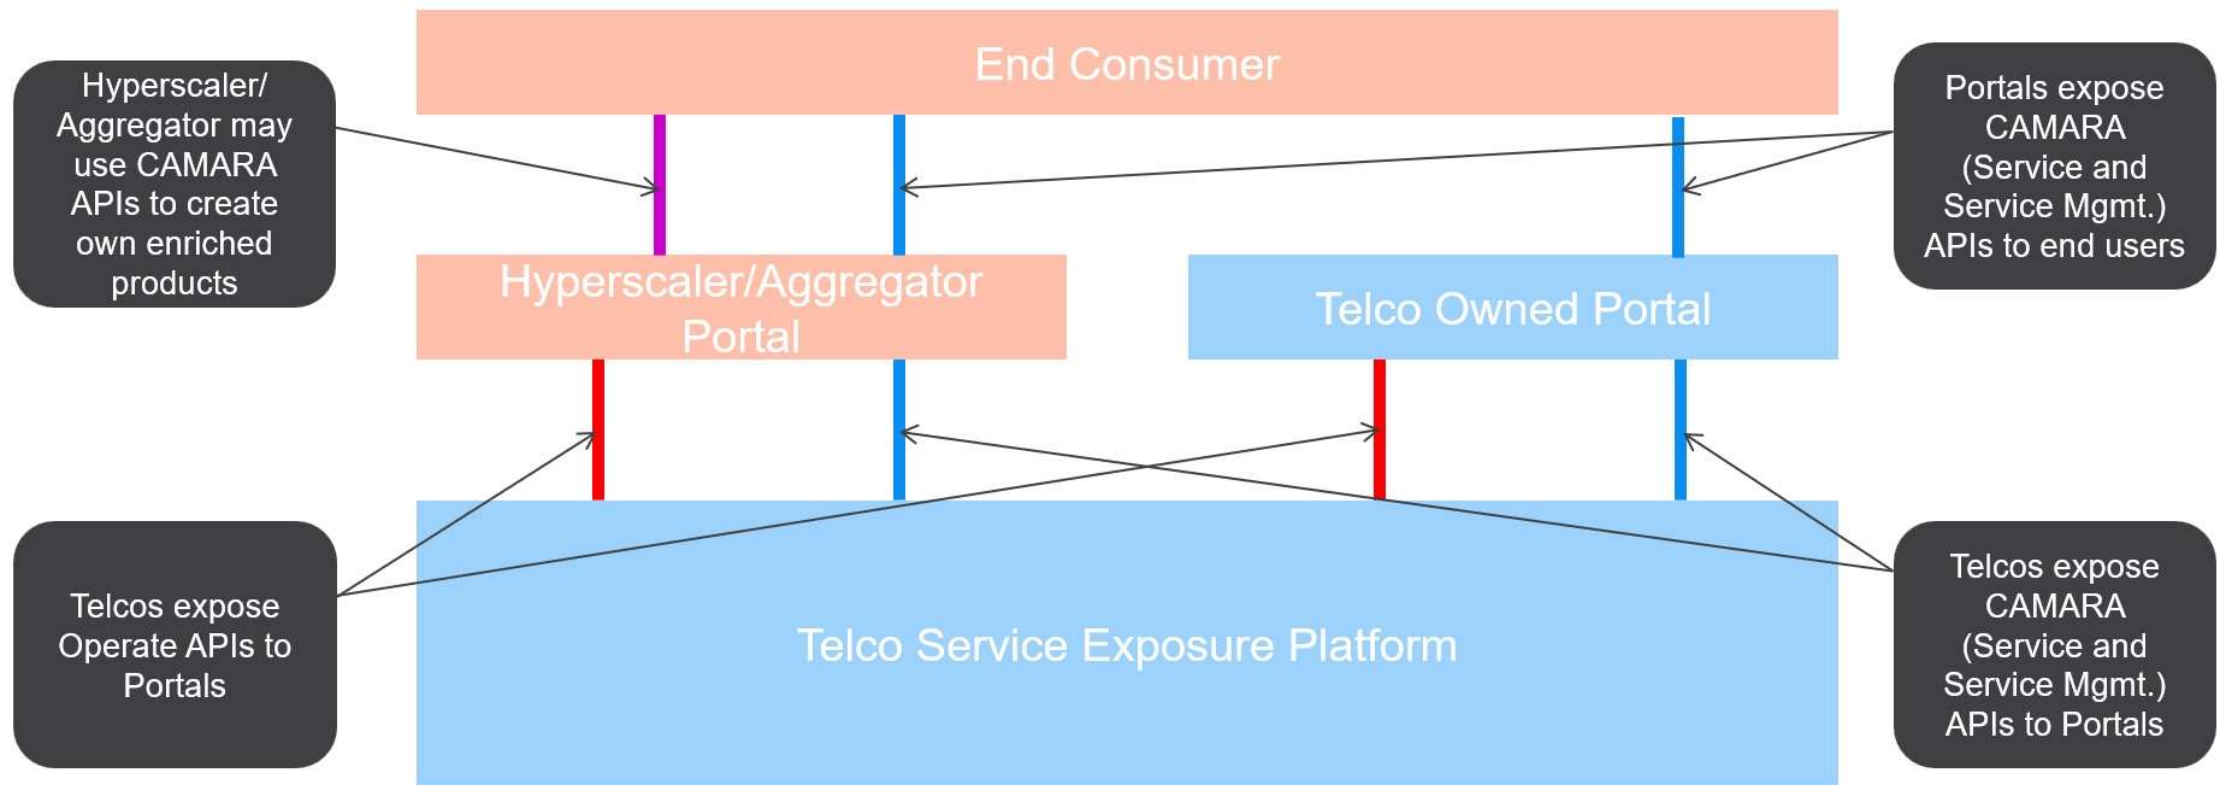 End Consumer
Hyperscaler/
Aggregator may
use CAMARA
APIs to create
own enriched
products
Portals expose
CAMARA
(Service and
Service Mgmt.)
APIs to end users
Hyperscaler/Aggregator
Portal
Telco Owned Portal
Telcos expose
Operate APIs to
Portals
Telco Service Exposure Platform
Telcos expose
CAMARA
(Service and
Service Mgmt.)
APIs to Portals